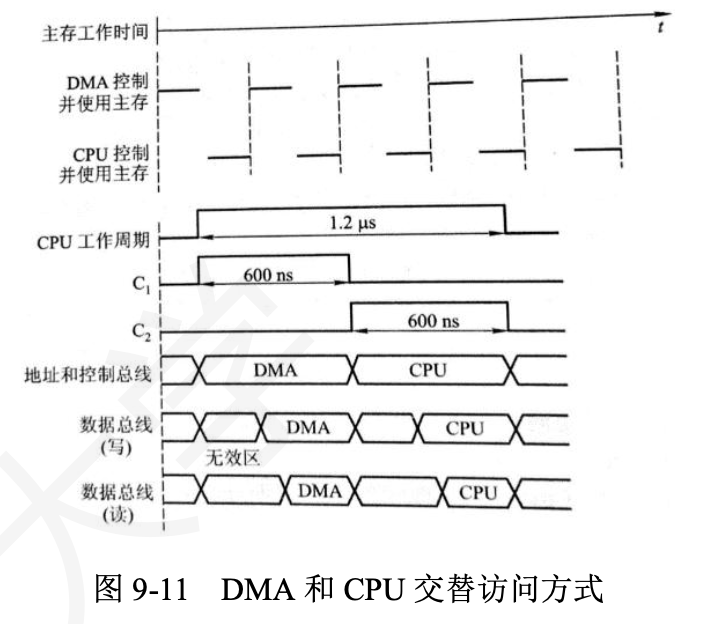 主存工作时间
t
DMA 控制
并使用主存
CPU 控制
并使用主存
CPU 工作周期
1.2 μs
C₁
600 ns
C₂
600 ns
地址和控制总线
DMA
CPU
数据总线
(写)
DMA
CPU
无效区
数据总线
(读)
DMA
CPU
图 9-11 DMA 和 CPU 交替访问方式